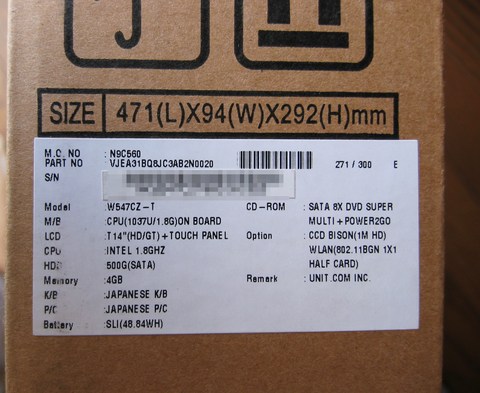 SIZE 471(L)X94(W)X292(H)mm
M.C. NO : N9C560
PART NO VJEA31BQ8JC3AB2N0020 271 / 300 E
S/N
Model :W547CZ-T CD-ROM : SATA 8X DVD SUPER
M/B :CPU(1037U/1.8G)ON BOARD MULTI+POWER2GO
LCD :T14"(HD/GT)+TOUCH PANEL Option : CCD BISON(1M HD)
CPU :INTEL 1.8GHZ WLAN(802.11BGN 1X1
HDD :500G(SATA) HALF CARD)
Memory :4GB Remark : UNIT.COM INC.
K/B :JAPANESE K/B
P/C :JAPANESE P/C
Battery :SLI(48.84WH)